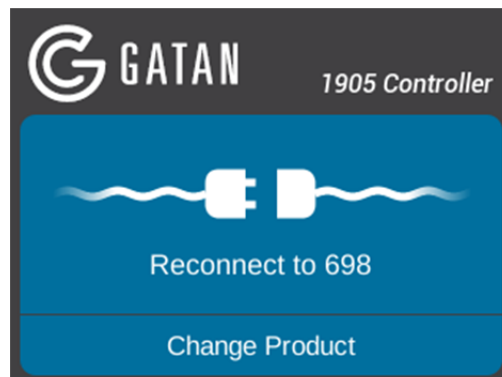 GATAN
1905 Controller
Reconnect to 698
Change Product